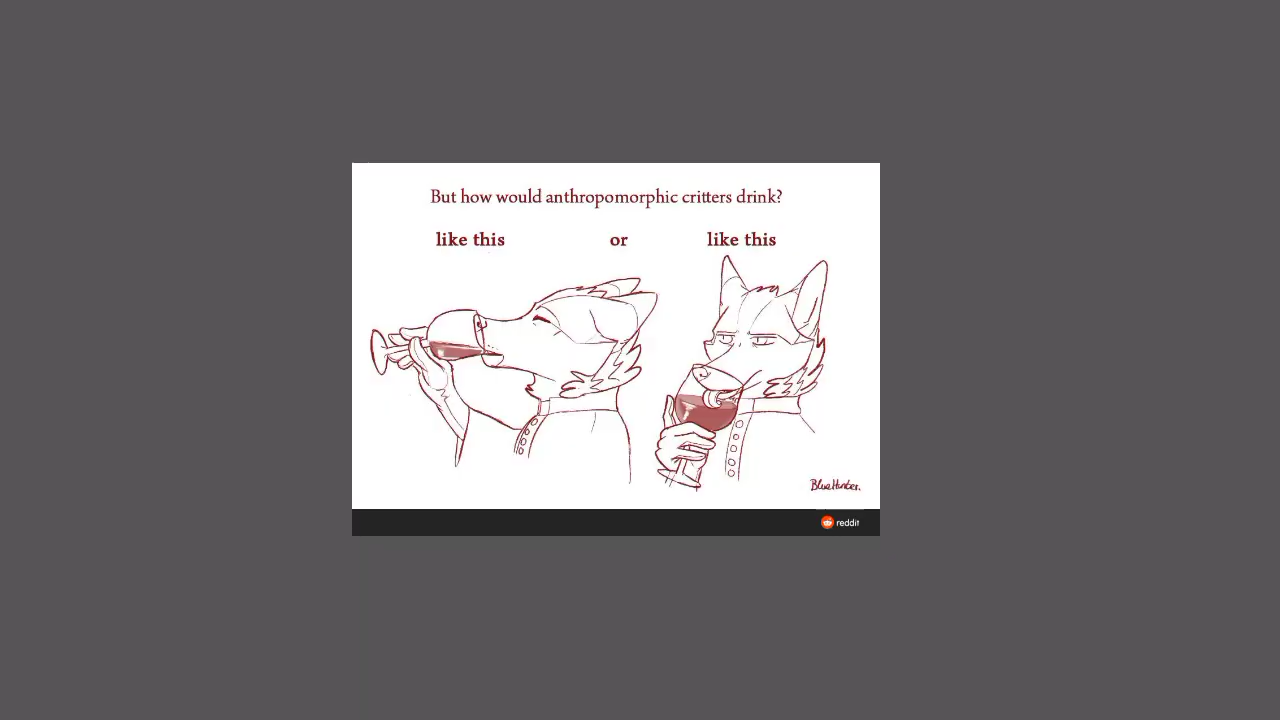 But how would anthropomorphic critters drink?
like this or like this
BlueHunter.
reddit